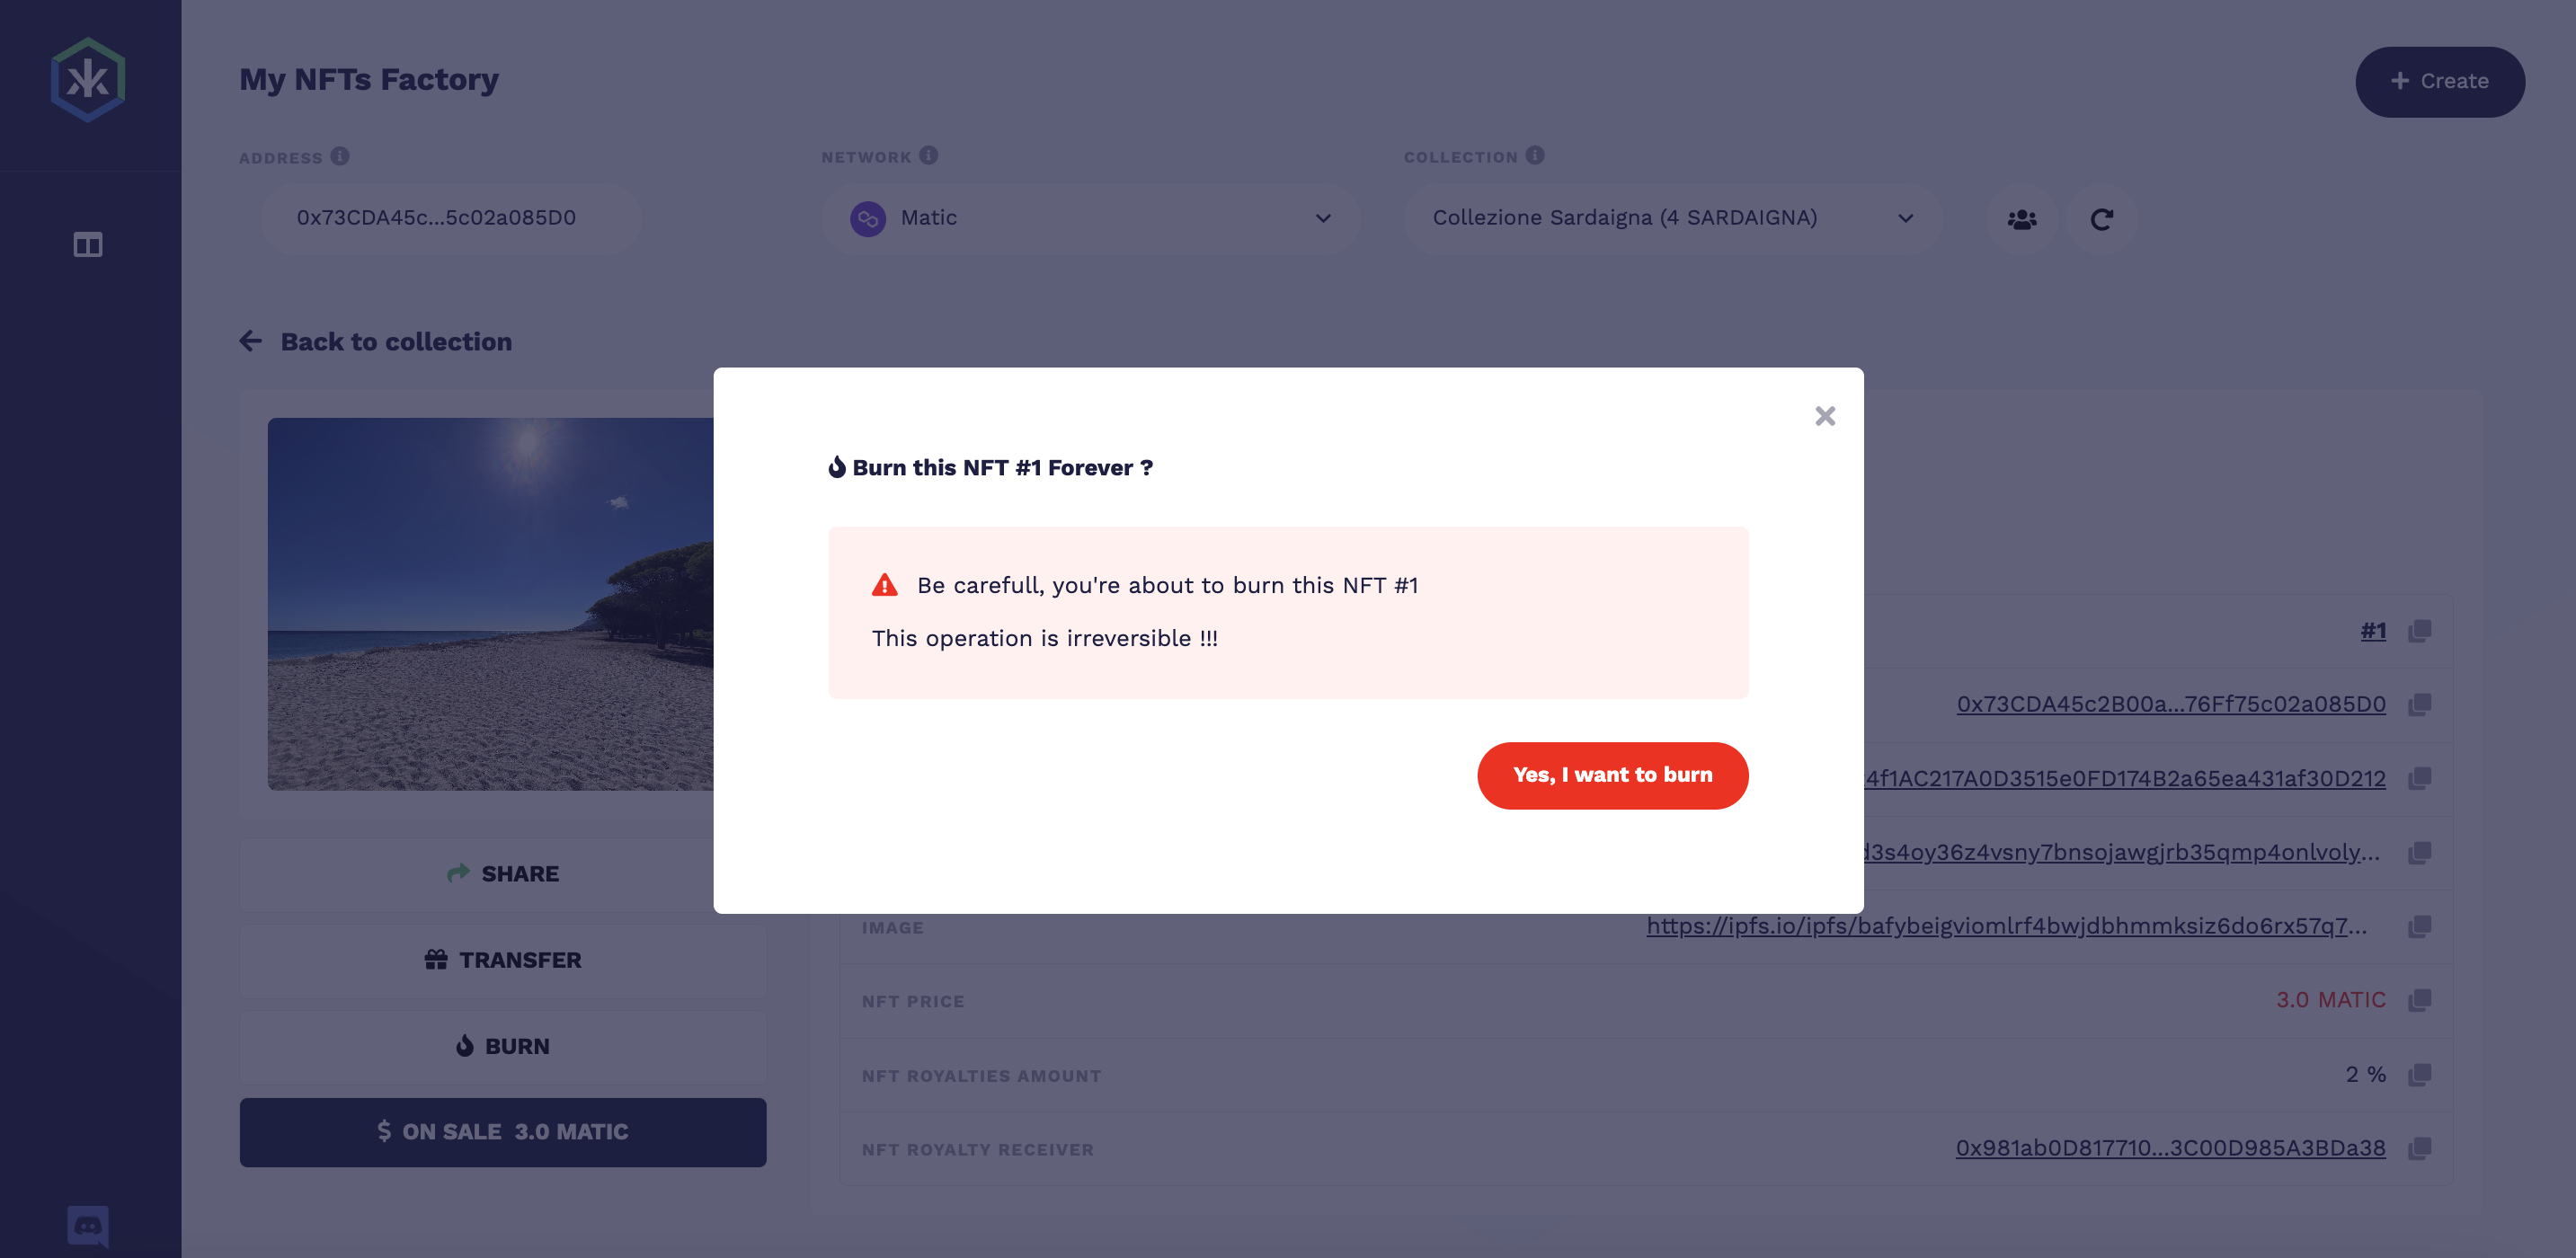 My NFTs Factory
+ Create
ADDRESS
NETWORK
COLLECTION
0x73CDA45c...5c02a085D0
Matic
Collezione Sardaigna (4 SARDAIGNA)
Back to collection
Burn this NFT #1 Forever ?
Be carefull, you're about to burn this NFT #1
This operation is irreversible !!!
Yes, I want to burn
#1
0x73CDA45c2B00a...76Ff75c02a085D0
4f1AC217A0D3515e0FD174B2a65ea431af30D212
d3s4oy36z4vsny7bnsojawgjrb35qmp4onlvoly...
SHARE
TRANSFER
BURN
$ ON SALE 3.0 MATIC
IMAGE
https://ipfs.io/ipfs/bafybeigviomlrf4bwjdbhmmksiz6do6rx57q7...
NFT PRICE
3.0 MATIC
NFT ROYALTIES AMOUNT
2 %
NFT ROYALTY RECEIVER
0x981ab0D817710...3C00D985A3BDa38